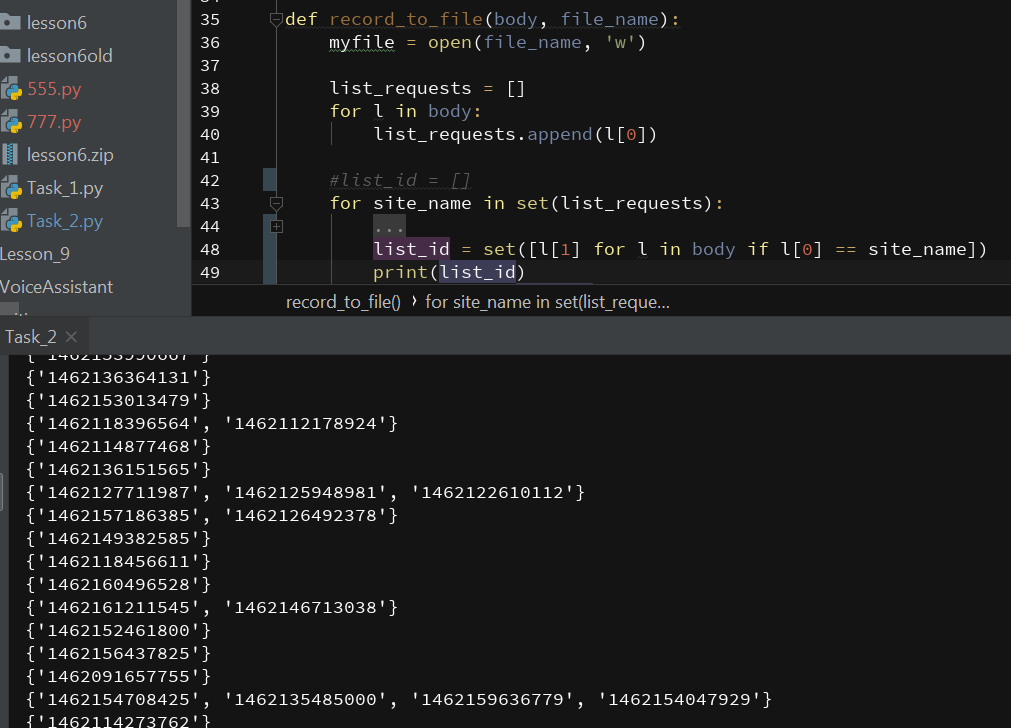 35 def record_to_file(body, file_name):
36 myfile = open(file_name, 'w')
37
38 list_requests = []
39 for l in body:
40 list_requests.append(l[0])
41
42 #list_id = []
43 for site_name in set(list_requests):
44 ...
48 list_id = set([l[1] for l in body if l[0] == site_name])
49 print(list_id)
record_to_file() › for site_name in set(list_reque...
lesson6
lesson6old
555.py
777.py
lesson6.zip
Task_1.py
Task_2.py
Lesson_9
VoiceAssistant
Task_2 ×
{'1462136364131'}
{'1462153013479'}
{'1462118396564', '1462112178924'}
{'1462114877468'}
{'1462136151565'}
{'1462127711987', '1462125948981', '1462122610112'}
{'1462157186385', '1462126492378'}
{'1462149382585'}
{'1462118456611'}
{'1462160496528'}
{'1462161211545', '1462146713038'}
{'1462152461800'}
{'1462156437825'}
{'1462091657755'}
{'1462154708425', '1462135485000', '1462159636779', '1462154047929'}
{'1462114273762'}